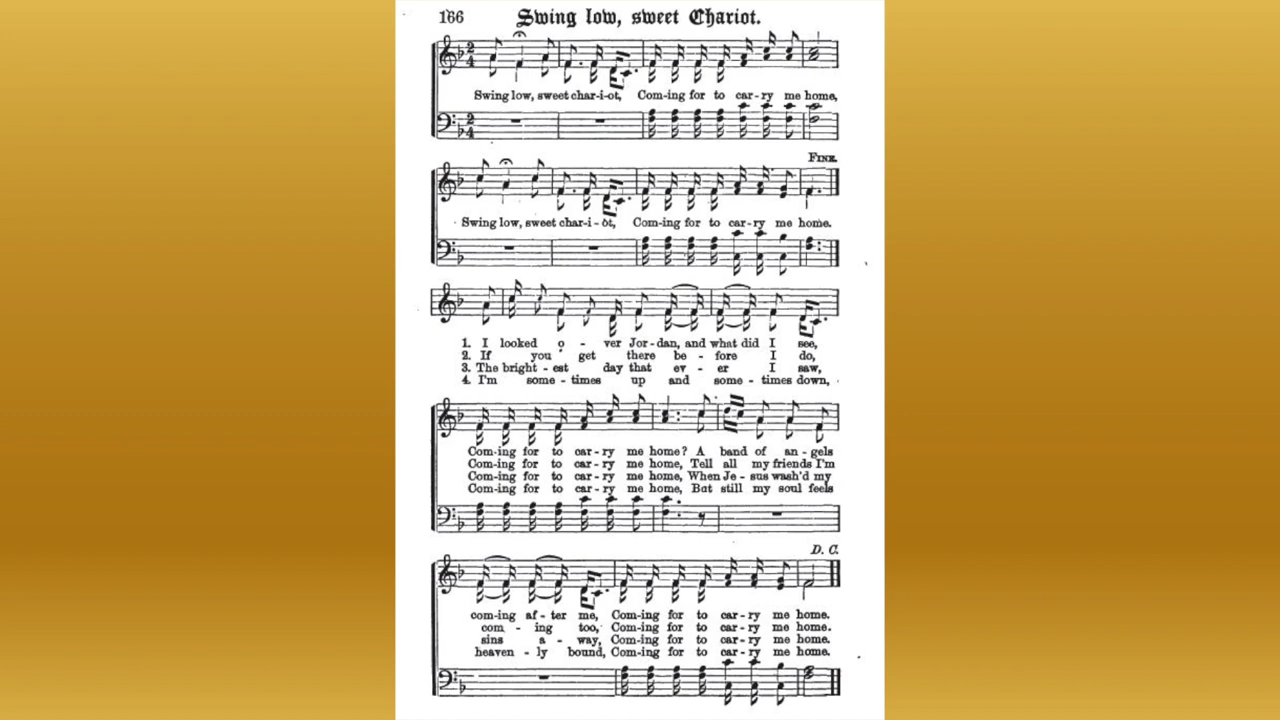 166 Swing low, sweet Chariot.
2 4
Swing low, sweet char-i-ot, Com-ing for to car-ry me home,
2 4
FINE.
Swing low, sweet char-i-ot, Com-ing for to car-ry me home.
1. I looked o - ver Jor-dan, and what did I see,
2. If you get there be - fore I do,
3. The bright - est day that ev - er I saw,
4. I'm some - times up and some - times down,
Com-ing for to car-ry me home? A band of an-gels
Com-ing for to car-ry me home, Tell all my friends I'm
Com-ing for to car-ry me home, When Je - sus wash'd my
Com-ing for to car-ry me home, But still my soul feels
D. C.
com-ing af-ter me, Com-ing for to car-ry me home.
com - ing too, Com-ing for to car-ry me home.
sins a - way, Com-ing for to car-ry me home.
heaven - ly bound, Com-ing for to car-ry me home.